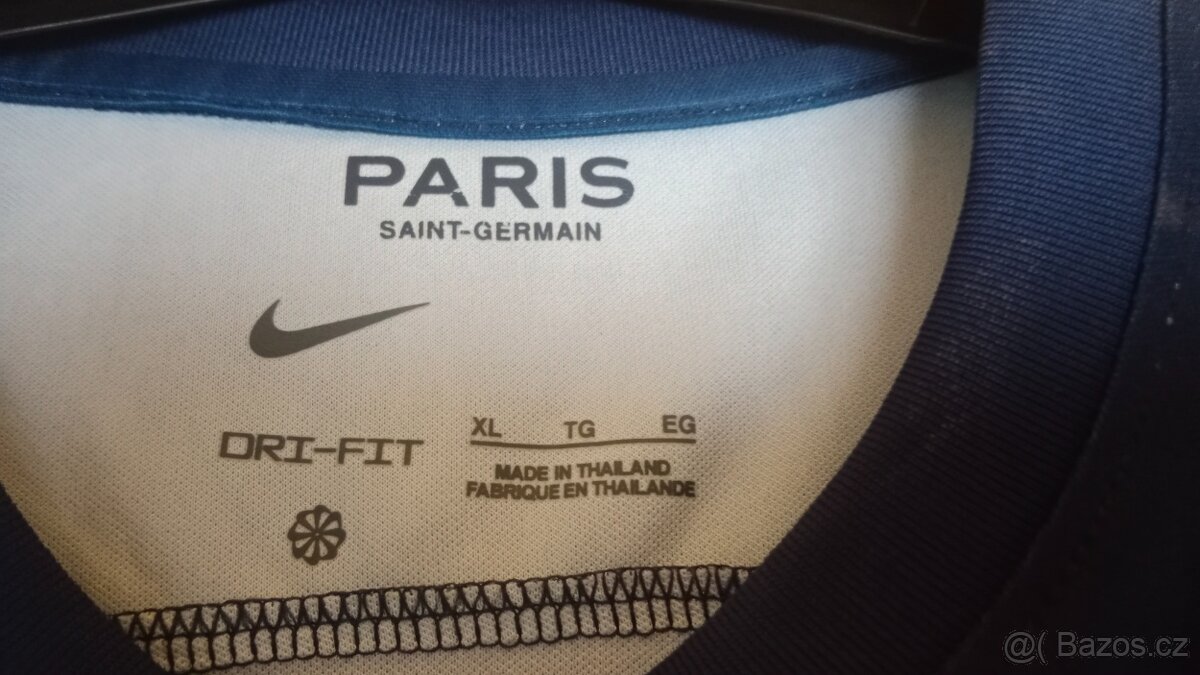 PARIS
SAINT-GERMAIN
DRI-FIT
XL TG EG
MADE IN THAILAND
FABRIQUE EN THAILANDE
@( Bazos.cz